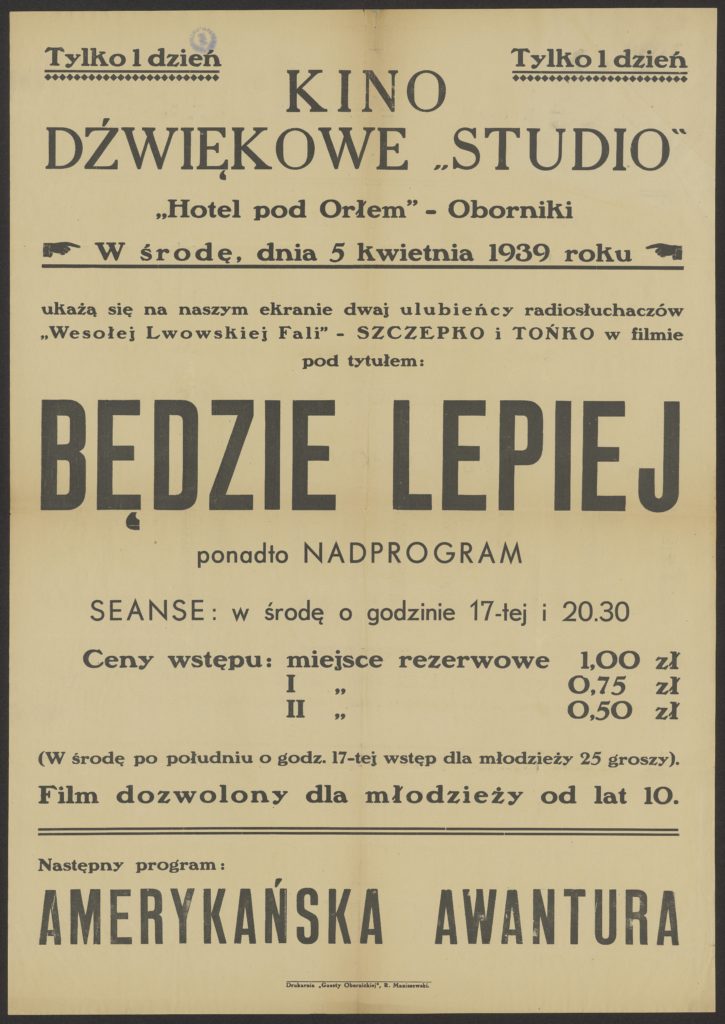 Tylko 1 dzień
Tylko 1 dzień
KINO
DŹWIĘKOWE „STUDIO"
„Hotel pod Orłem” - Oborniki
W środę, dnia 5 kwietnia 1939 roku
ukażą się na naszym ekranie dwaj ulubieńcy radiosłuchaczów
„Wesołej Lwowskiej Fali” - SZCZEPKO i TOŃKO w filmie
pod tytułem:
BĘDZIE LEPIEJ
ponadto NADPROGRAM
SEANSE: w środę o godzinie 17-tej i 20.30
Ceny wstępu: miejsce rezerwowe 1,00 zł
I „ 0,75 zł
II „ 0,50 zł
(W środę po południu o godz. 17-tej wstęp dla młodzieży 25 groszy).
Film dozwolony dla młodzieży od lat 10.
Następny program:
AMERYKAŃSKA AWANTURA
Drukarnia „Gazety Obornickiej", R. Maniszewski.